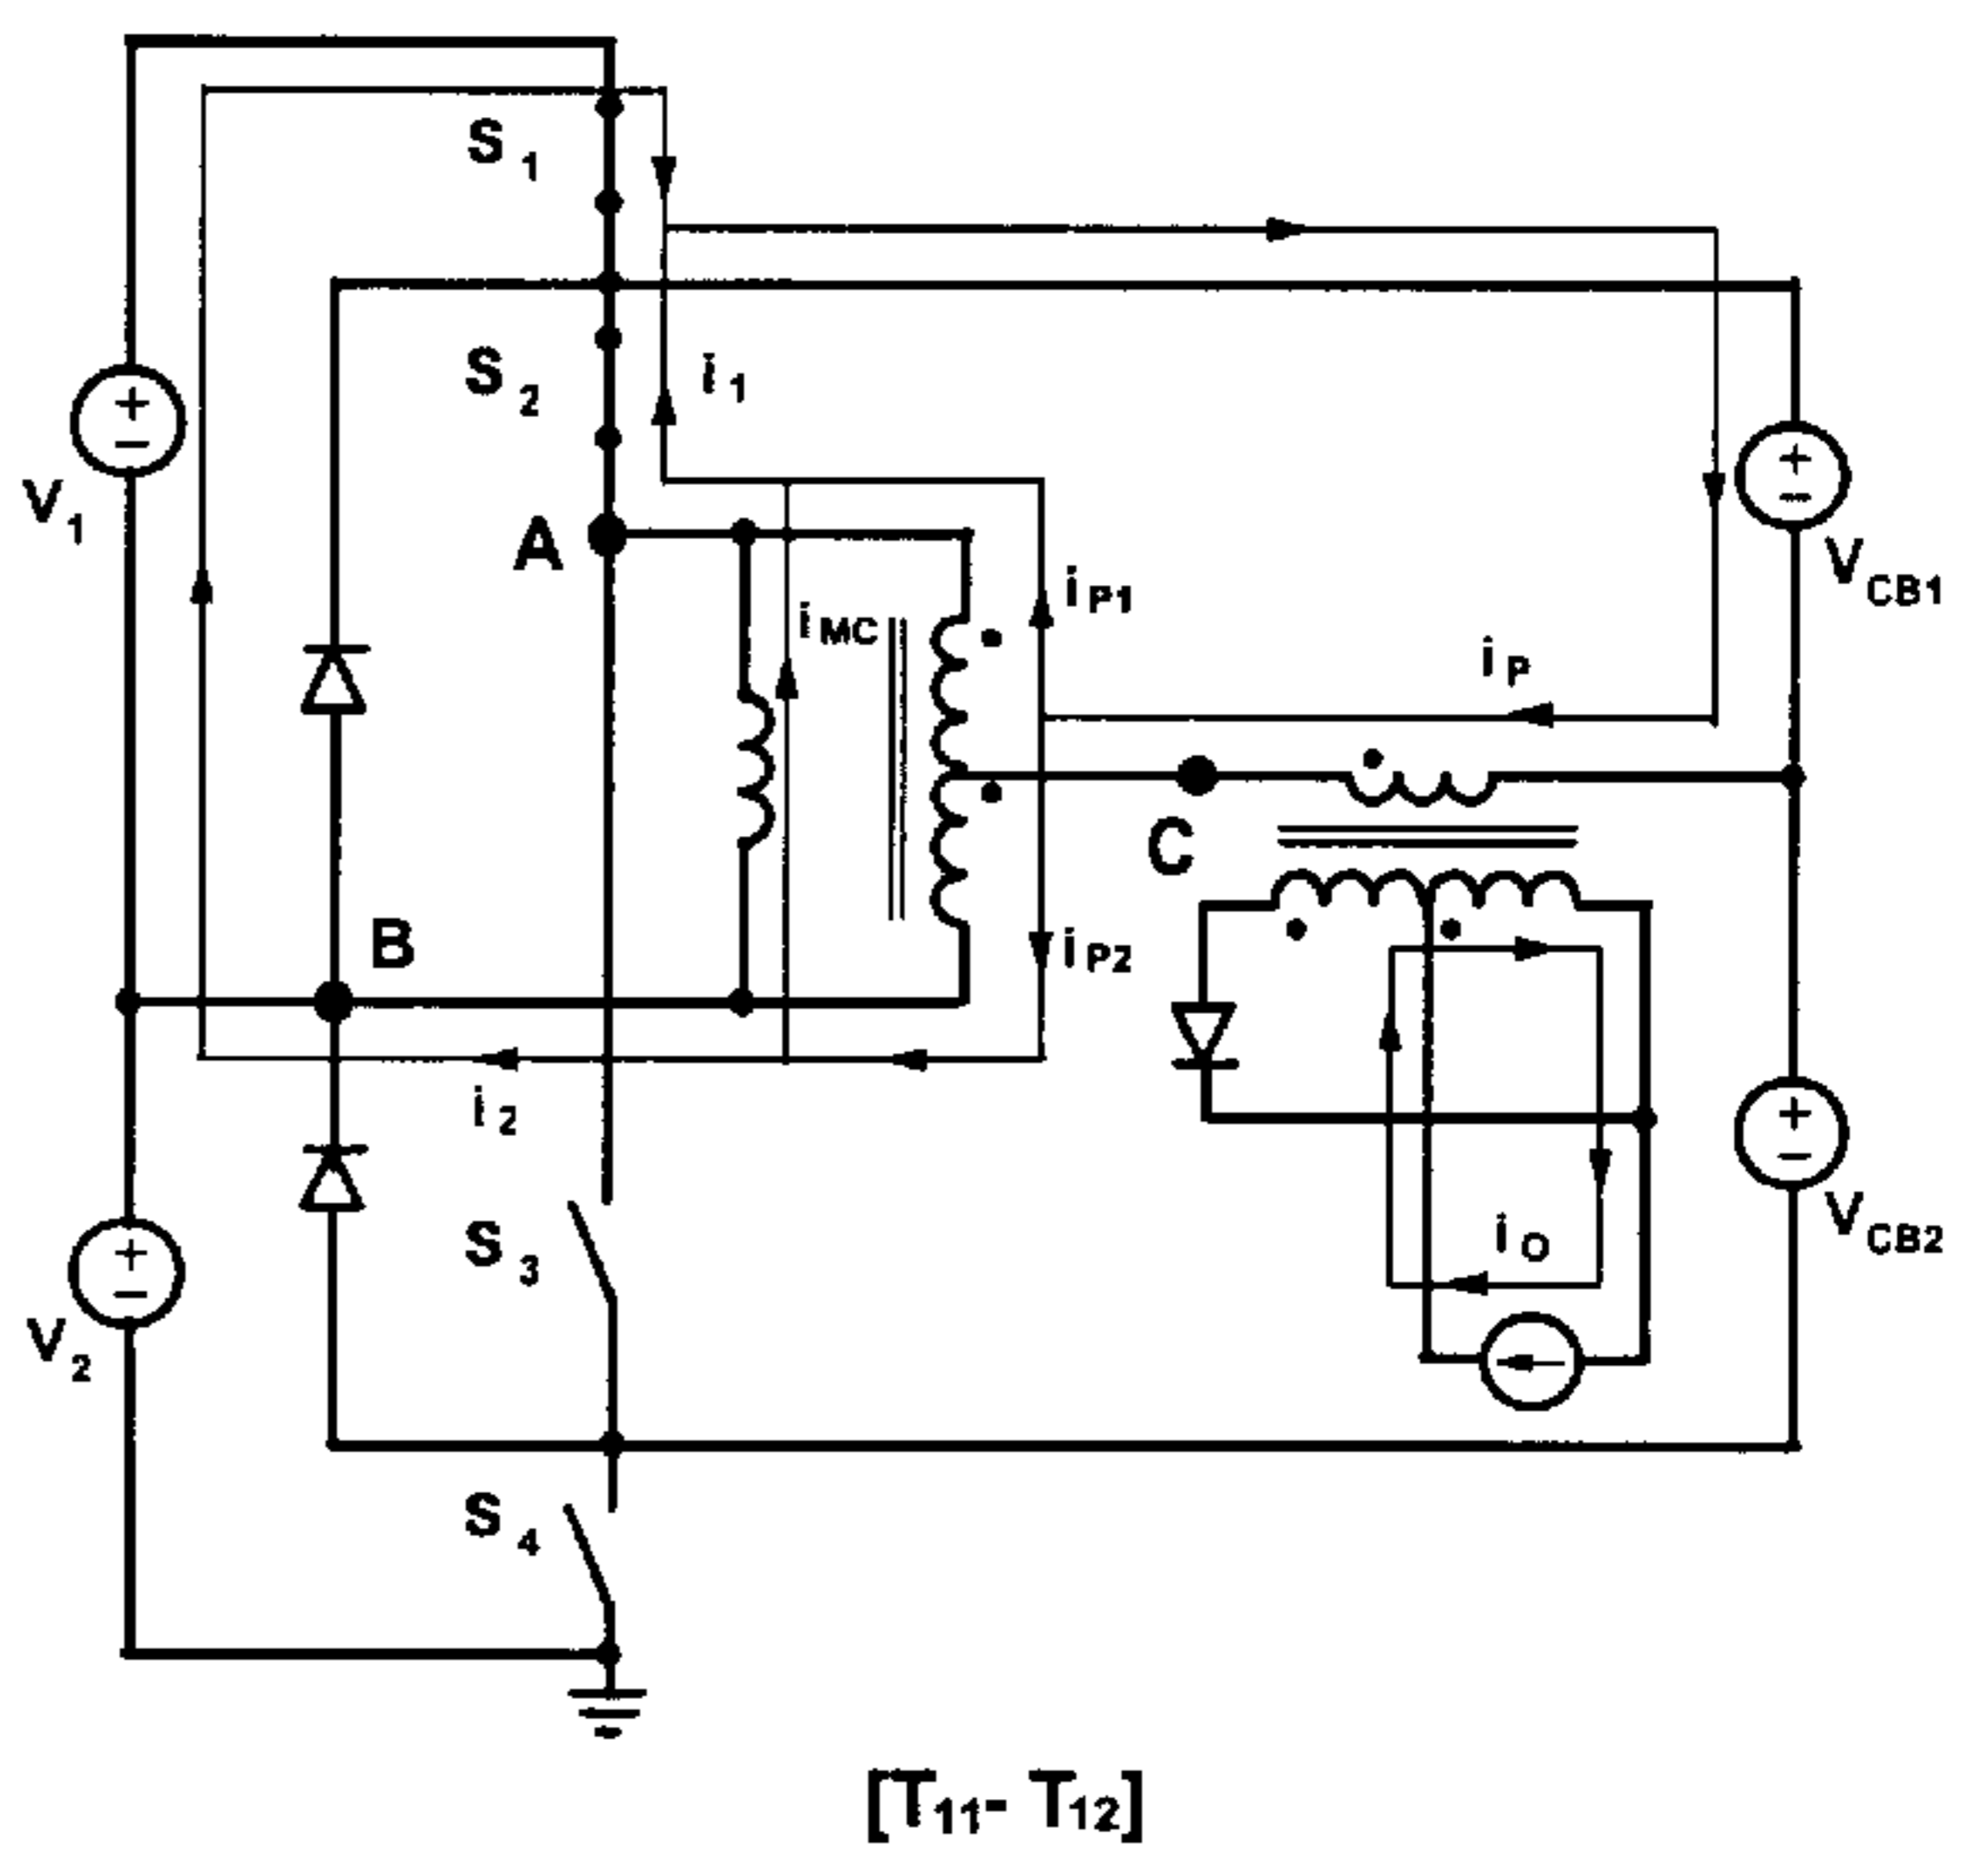 S1
S2
i1
+
−
V1
A
iMC
iP1
+
−
VCB1
iP
C
B
iP2
i2
S3
iO
+
−
VCB2
+
−
V2
S4
[T11- T12]